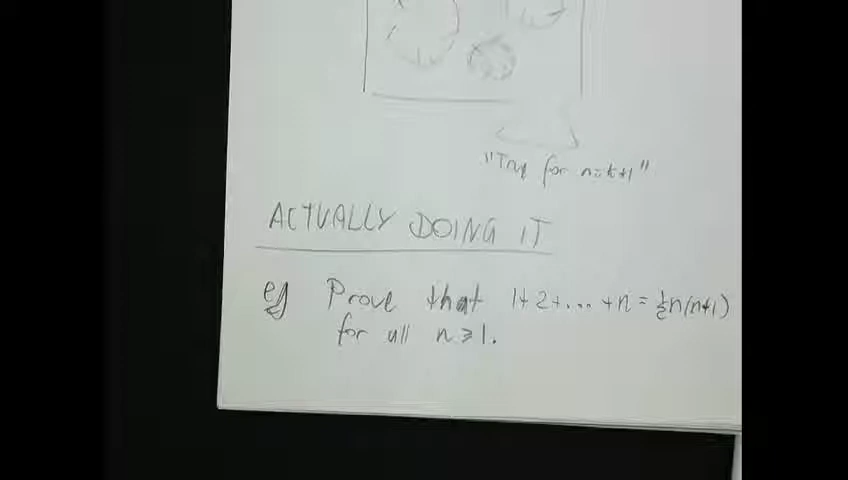 "True for n=k+1"
ACTUALLY DOING IT
eg Prove that 1+2+... +n = ½n(n+1)
for all n ≥ 1.